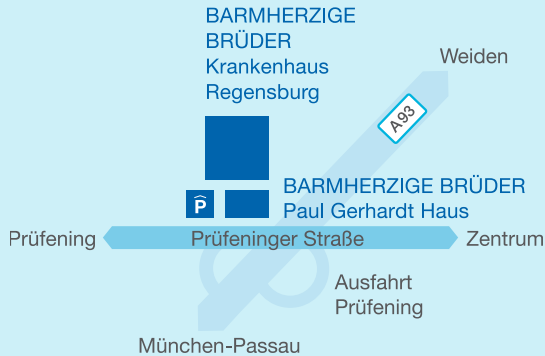 BARMHERZIGE
BRÜDER
Krankenhaus
Regensburg
Weiden
A93
P
BARMHERZIGE BRÜDER
Paul Gerhardt Haus
Prüfening
Prüfeninger Straße
Zentrum
Ausfahrt
Prüfening
München-Passau